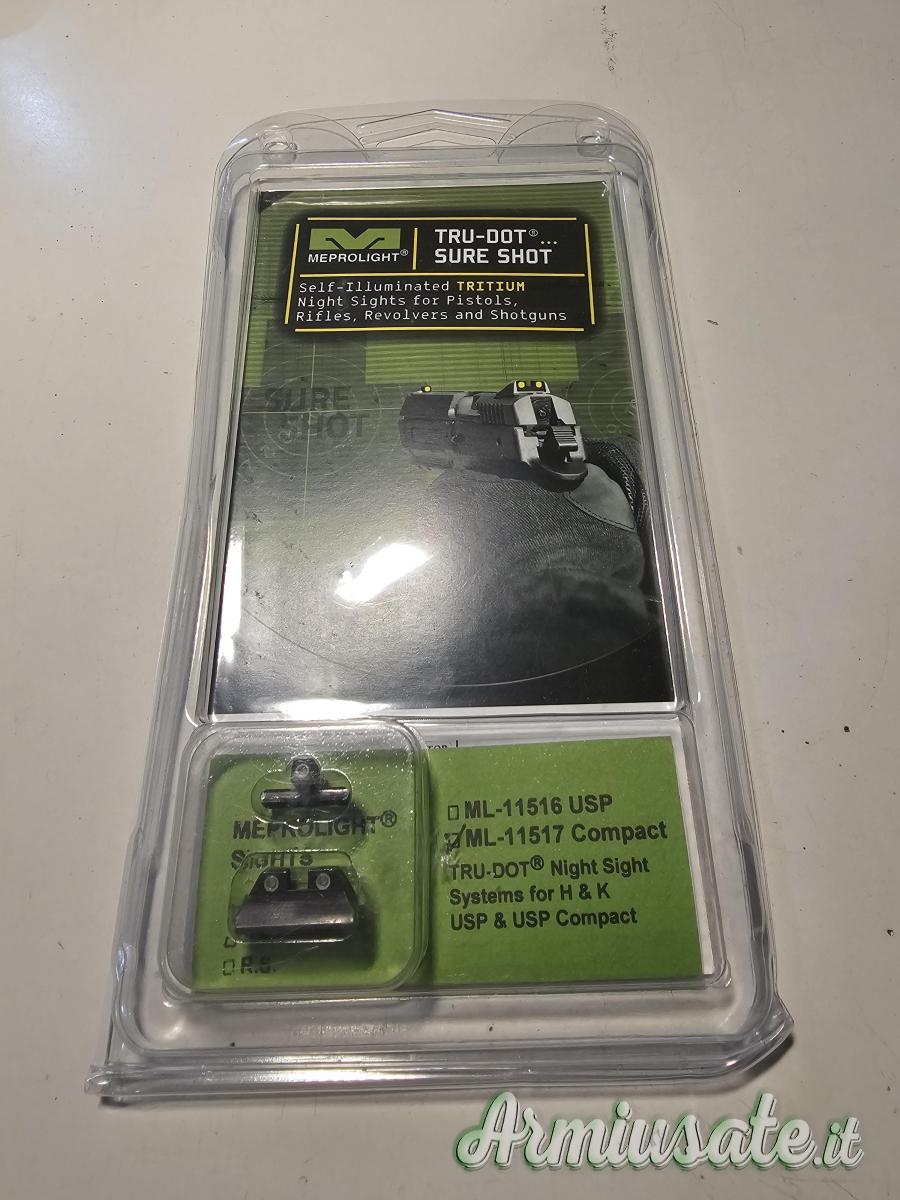 MEPROLIGHT®
TRU-DOT®...
SURE SHOT
Self-Illuminated TRITIUM
Night Sights for Pistols,
Rifles, Revolvers and Shotguns
SURE
SHOT
MEPROLIGHT®
SIGHTS
R.S.
ML-11516 USP
ML-11517 Compact
TRU-DOT® Night Sight
Systems for H & K
USP & USP Compact
Armiusate.it